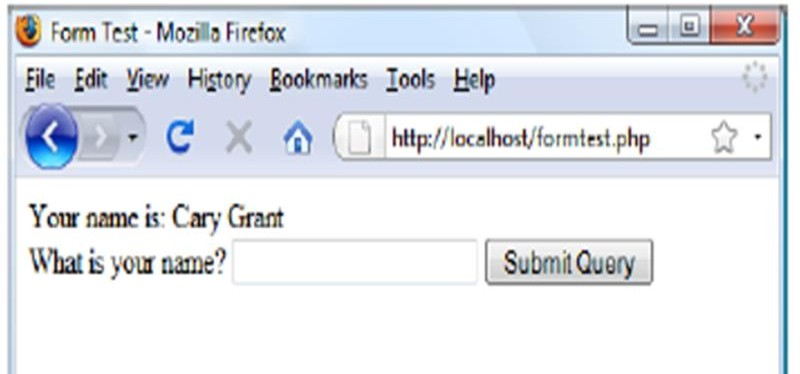 Form Test - Mozilla Firefox
File Edit View History Bookmarks Tools Help
http://localhost/formtest.php
Your name is: Cary Grant
What is your name? Submit Query